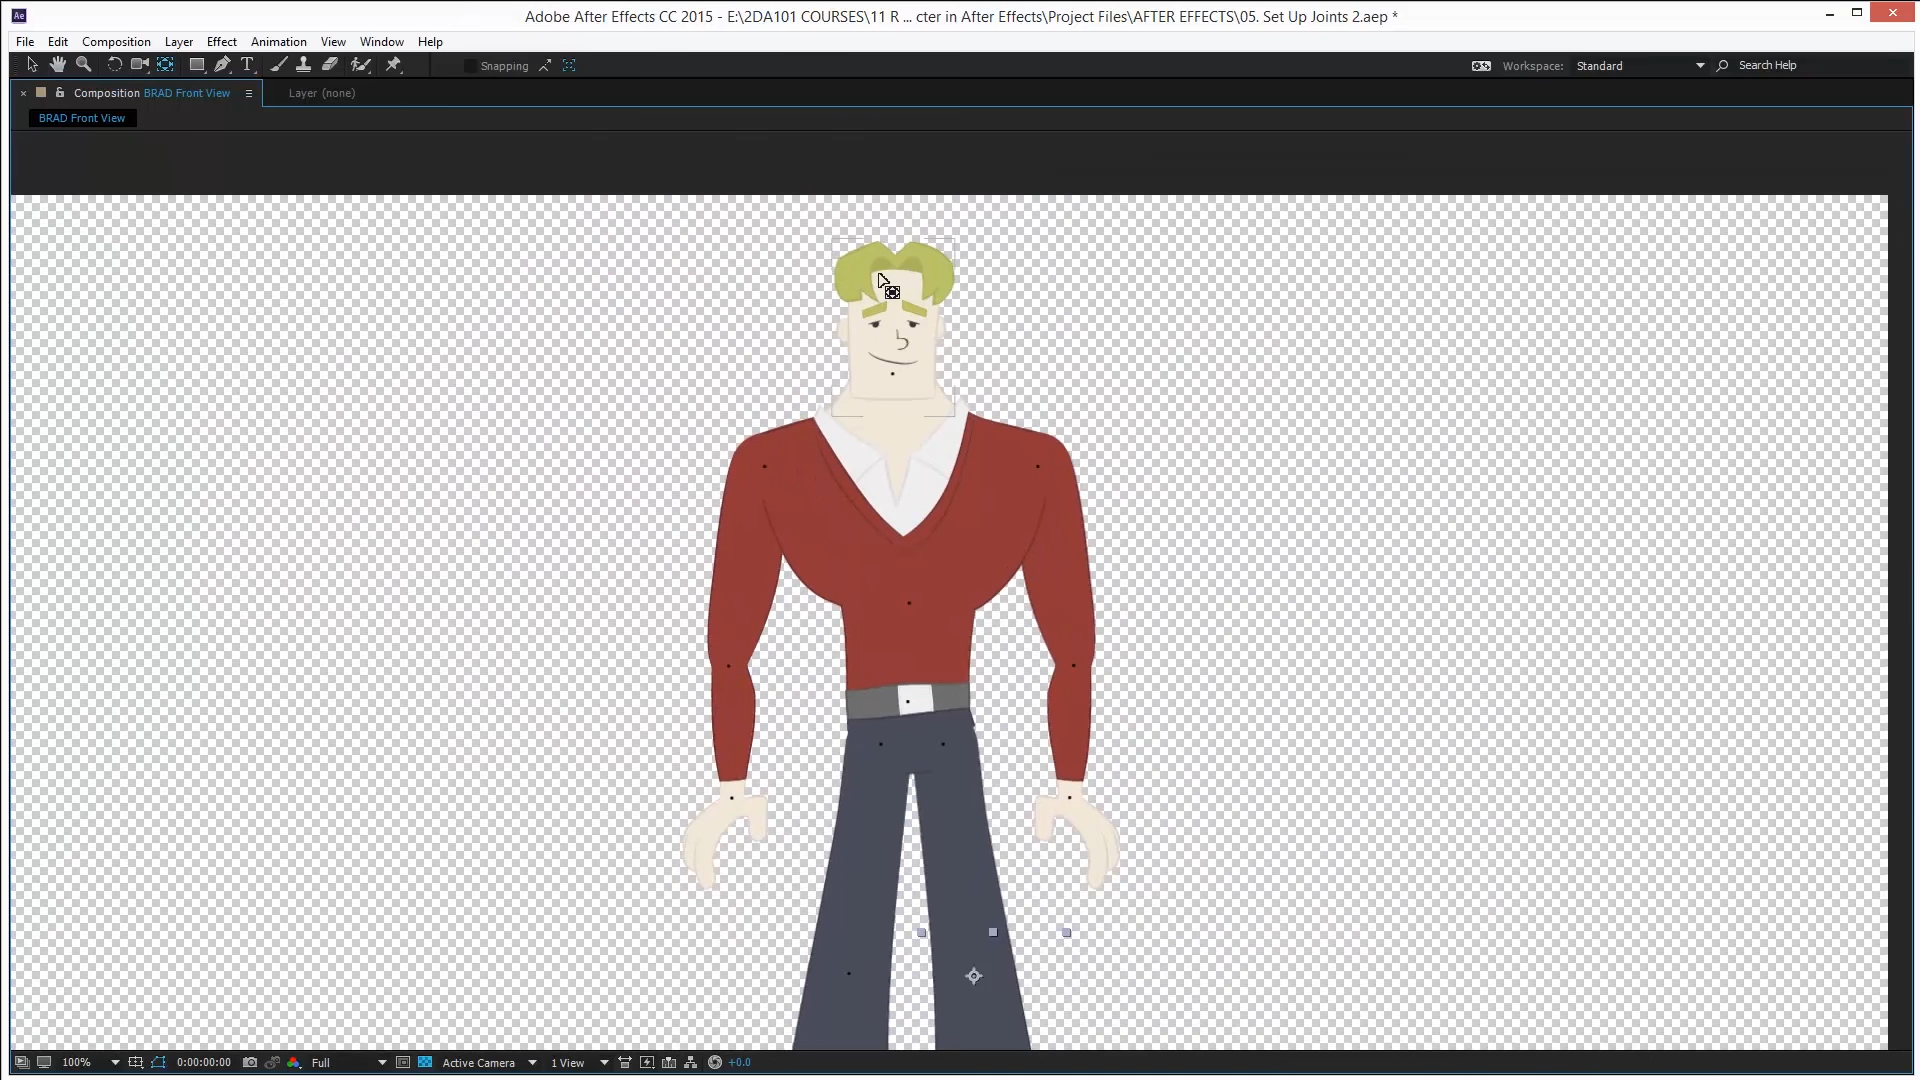 Ae
Adobe After Effects CC 2015 - E:\2DA101 COURSES\11 R ... cter in After Effects\Project Files\AFTER EFFECTS\05. Set Up Joints 2.aep *
File Edit Composition Layer Effect Animation View Window Help
T Snapping Workspace: Standard Search Help
× Composition BRAD Front View Layer (none)
BRAD Front View
100% 0:00:00:00 Full Active Camera 1 View +0.0